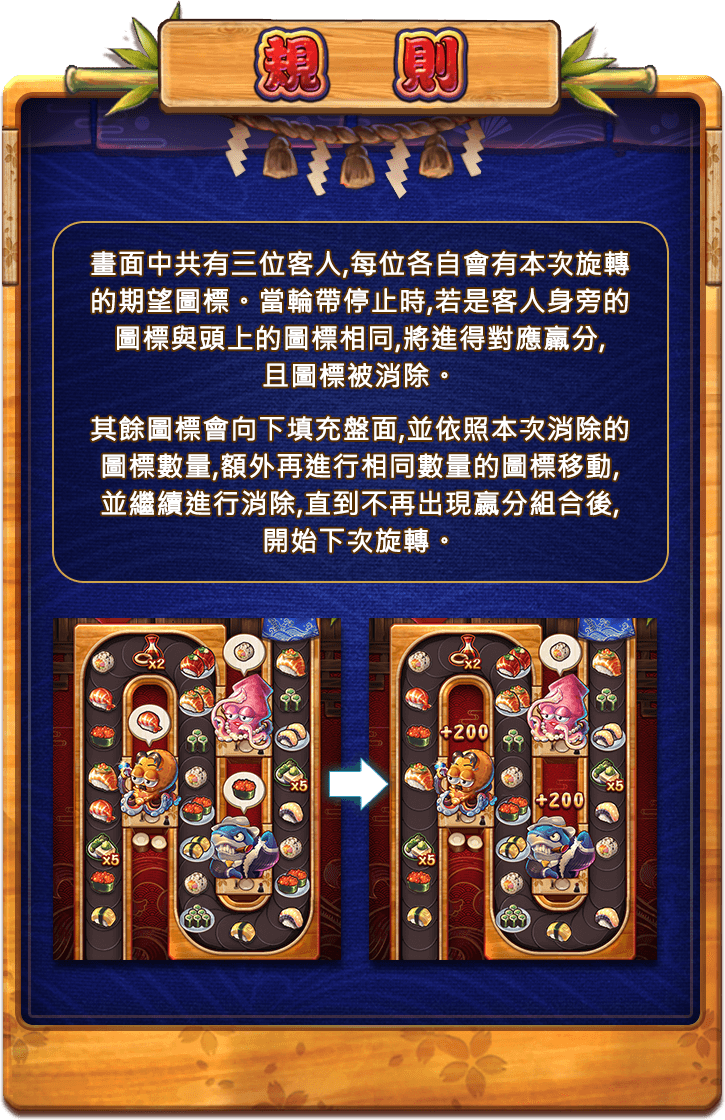 規則
畫面中共有三位客人,每位各自會有本次旋轉
的期望圖標。當輪帶停止時,若是客人身旁的
圖標與頭上的圖標相同,將進得對應贏分,
且圖標被消除。
其餘圖標會向下填充盤面,並依照本次消除的
圖標數量,額外再進行相同數量的圖標移動,
並繼續進行消除,直到不再出現贏分組合後,
開始下次旋轉。
x2
x5
x5
x2
+200
x5
+200
x5